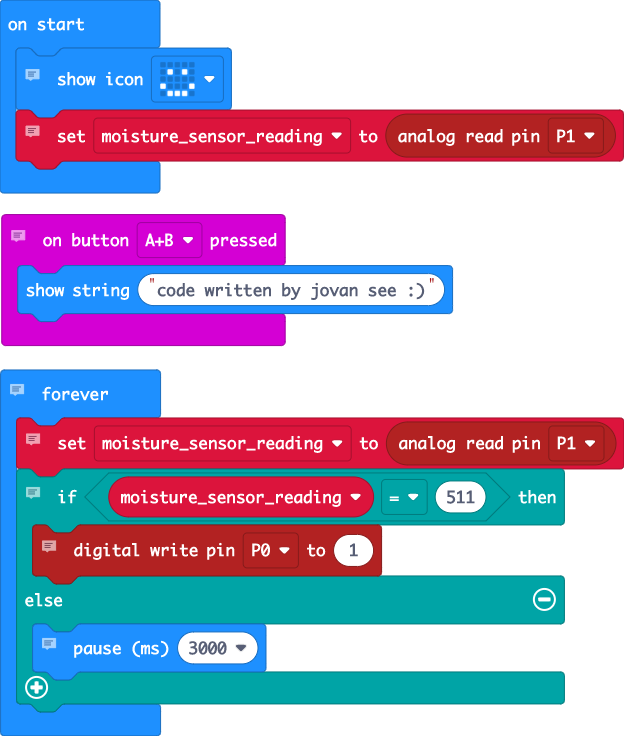 on start
show icon
set moisture_sensor_reading to analog read pin P1
on button A+B pressed
show string "code written by jovan see :)"
forever
set moisture_sensor_reading to analog read pin P1
if moisture_sensor_reading = 511 then
digital write pin P0 to 1
else
pause (ms) 3000